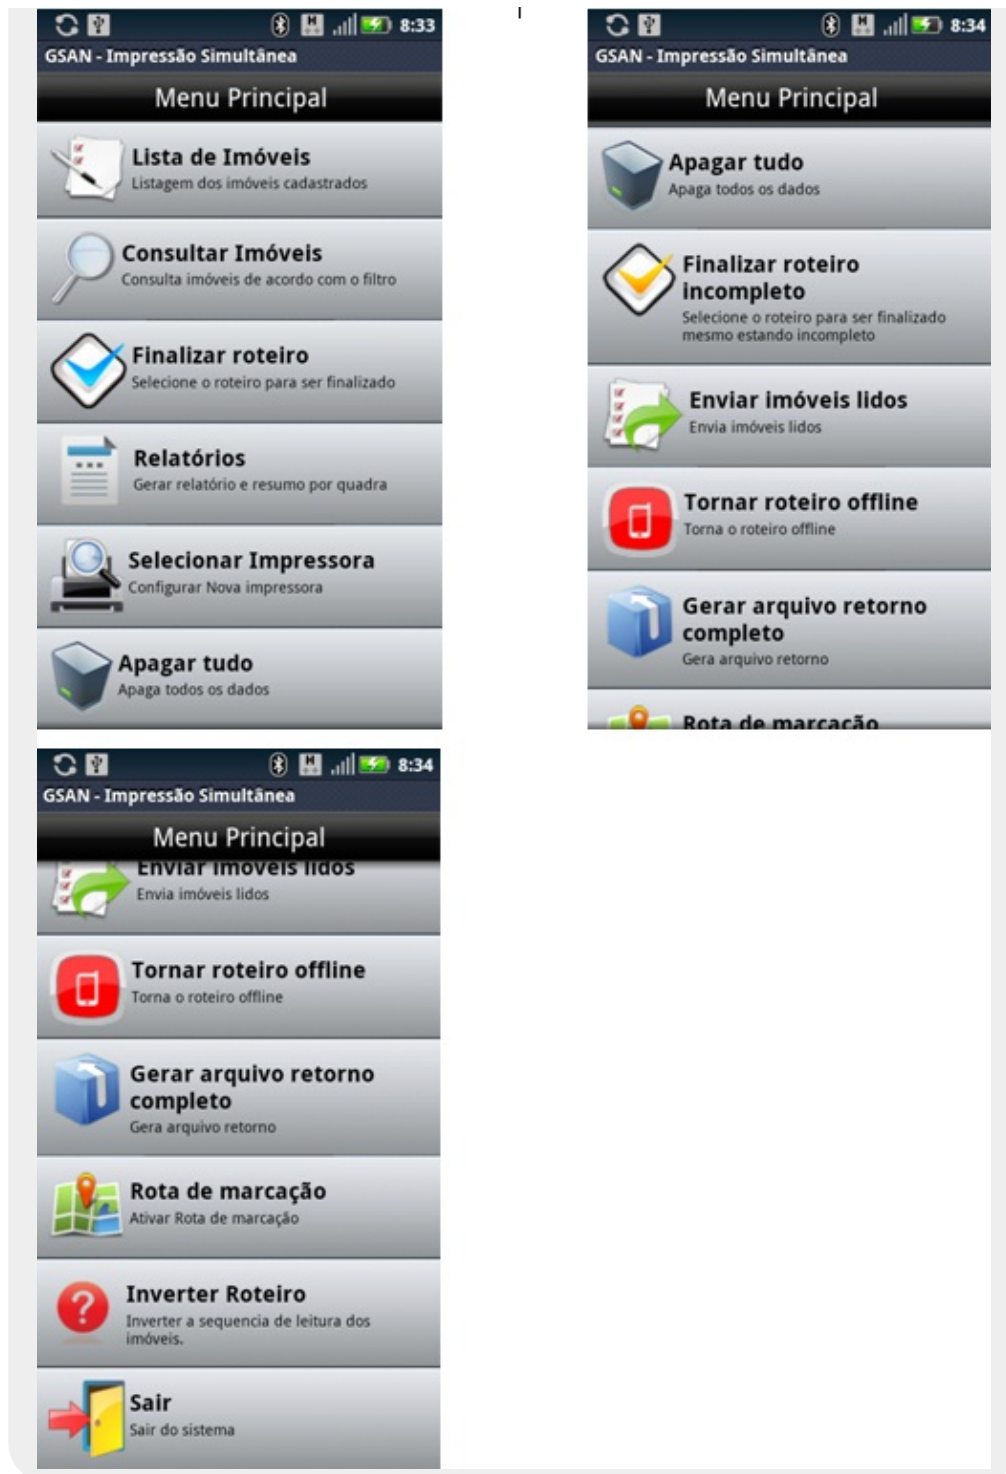 8:33
GSAN - Impressão Simultânea
Menu Principal
Lista de Imóveis
Listagem dos imóveis cadastrados
Consultar Imóveis
Consulta imóveis de acordo com o filtro
Finalizar roteiro
Selecione o roteiro para ser finalizado
Relatórios
Gerar relatório e resumo por quadra
Selecionar Impressora
Configurar Nova impressora
Apagar tudo
Apaga todos os dados
8:34
GSAN - Impressão Simultânea
Menu Principal
Apagar tudo
Apaga todos os dados
Finalizar roteiro
incompleto
Selecione o roteiro para ser finalizado
mesmo estando incompleto
Enviar imóveis lidos
Envia imóveis lidos
Tornar roteiro offline
Torna o roteiro offline
Gerar arquivo retorno
completo
Gera arquivo retorno
Rota de marcação
8:34
GSAN - Impressão Simultânea
Menu Principal
Enviar imóveis lidos
Envia imóveis lidos
Tornar roteiro offline
Torna o roteiro offline
Gerar arquivo retorno
completo
Gera arquivo retorno
Rota de marcação
Ativar Rota de marcação
Inverter Roteiro
Inverter a sequencia de leitura dos
imóveis.
Sair
Sair do sistema